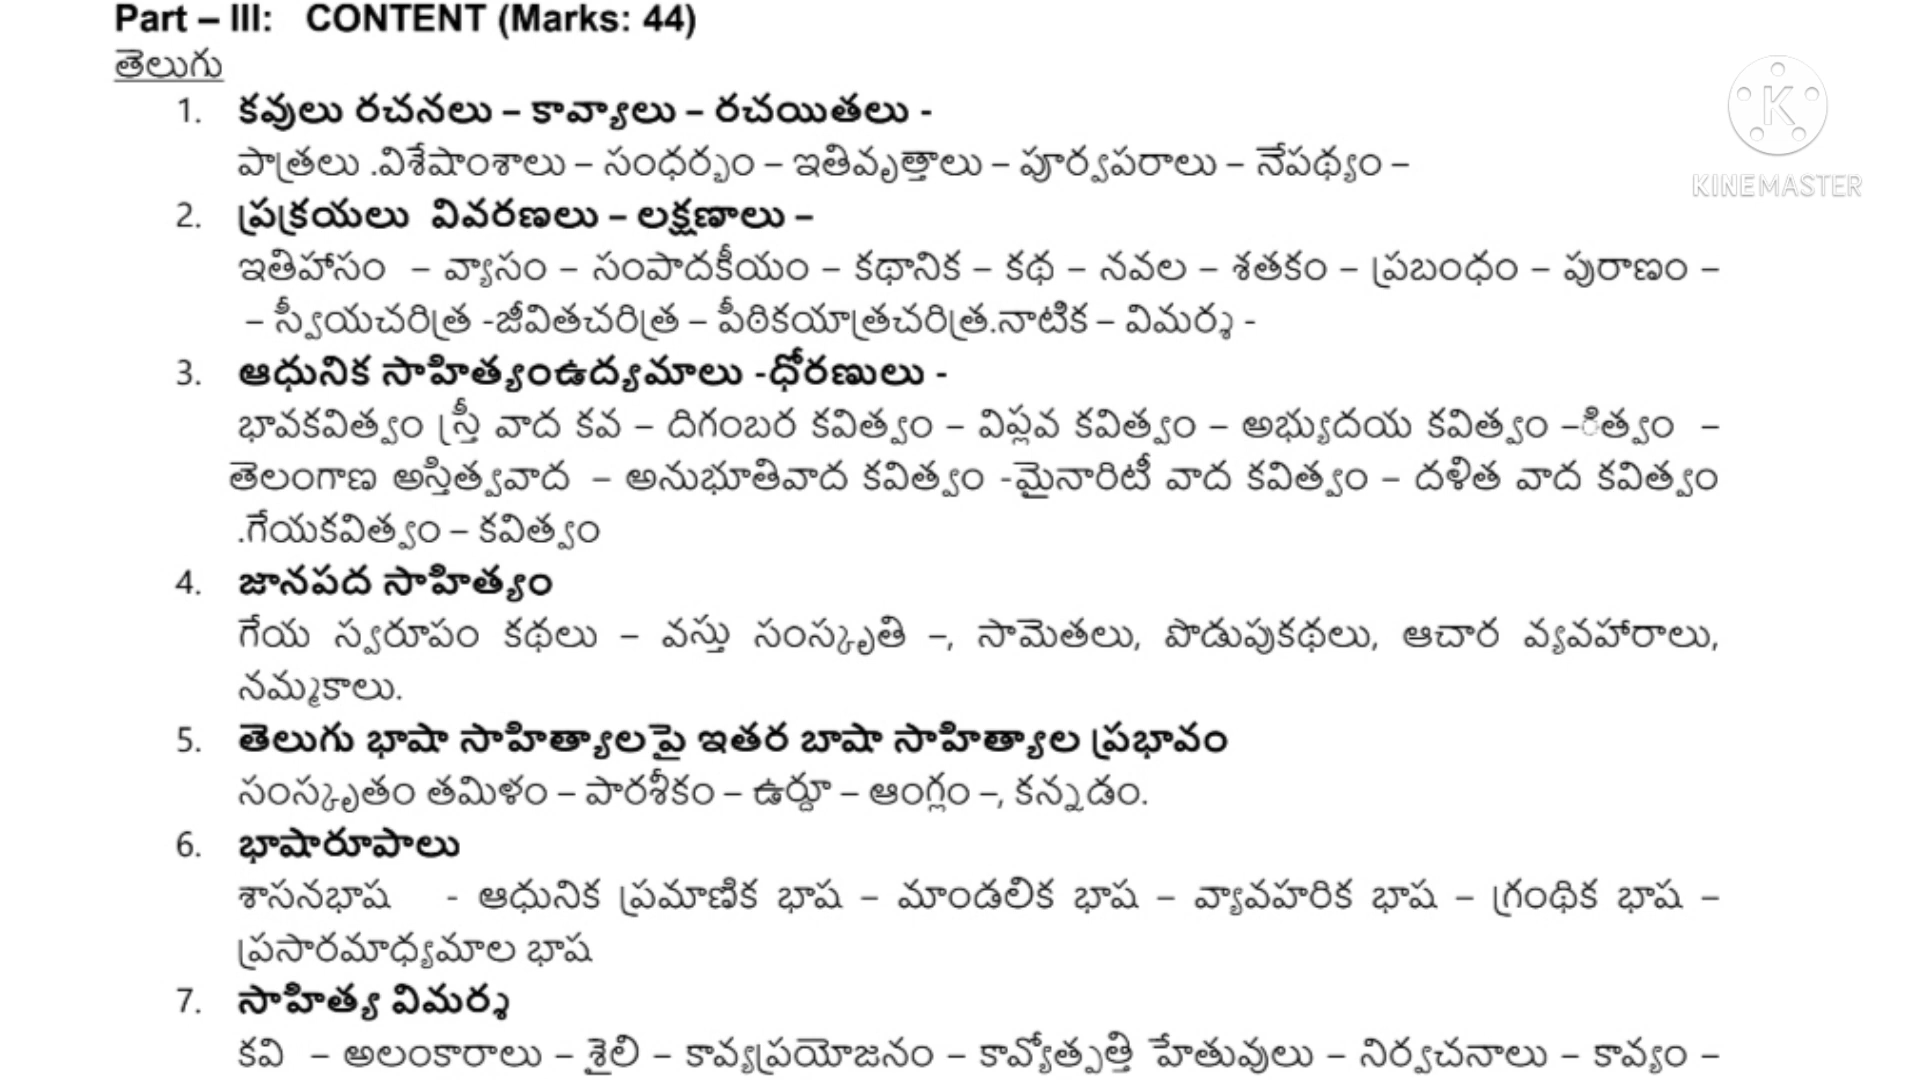 Part – III: CONTENT (Marks: 44)
తెలుగు
1. కవులు రచనలు – కావ్యాలు – రచయితలు -
పాత్రలు .విశేషాంశాలు – సంధర్భం – ఇతివృత్తాలు – పూర్వపరాలు – నేపథ్యం –
2. ప్రక్రయలు వివరణలు – లక్షణాలు –
ఇతిహాసం – వ్యాసం – సంపాదకీయం – కథానిక – కథ – నవల – శతకం – ప్రబంధం – పురాణం –
– స్వీయచరిత్ర -జీవితచరిత్ర – పీఠికయాత్రచరిత్ర.నాటిక – విమర్శ -
3. ఆధునిక సాహిత్యంఉద్యమాలు -ధోరణులు -
భావకవిత్వం స్త్రీ వాద కవ – దిగంబర కవిత్వం – విప్లవ కవిత్వం – అభ్యుదయ కవిత్వం –ిత్వం –
తెలంగాణ అస్తిత్వవాద – అనుభూతివాద కవిత్వం -మైనారిటీ వాద కవిత్వం – దళిత వాద కవిత్వం
.గేయకవిత్వం – కవిత్వం
4. జానపద సాహిత్యం
గేయ స్వరూపం కథలు – వస్తు సంస్కృతి –, సామెతలు, పొడుపుకథలు, ఆచార వ్యవహారాలు,
నమ్మకాలు.
5. తెలుగు భాషా సాహిత్యాలపై ఇతర బాషా సాహిత్యాల ప్రభావం
సంస్కృతం తమిళం – పారశీకం – ఉర్దూ – ఆంగ్లం –, కన్నడం.
6. భాషారూపాలు
శాసనభాష - ఆధునిక ప్రమాణిక భాష – మాండలిక భాష – వ్యావహరిక భాష – గ్రంథిక భాష –
ప్రసారమాధ్యమాల భాష
7. సాహిత్య విమర్శ
కవి – అలంకారాలు – శైలి – కావ్యప్రయోజనం – కావ్యోత్పత్తి హేతువులు – నిర్వచనాలు – కావ్యం –
K
KINEMASTER